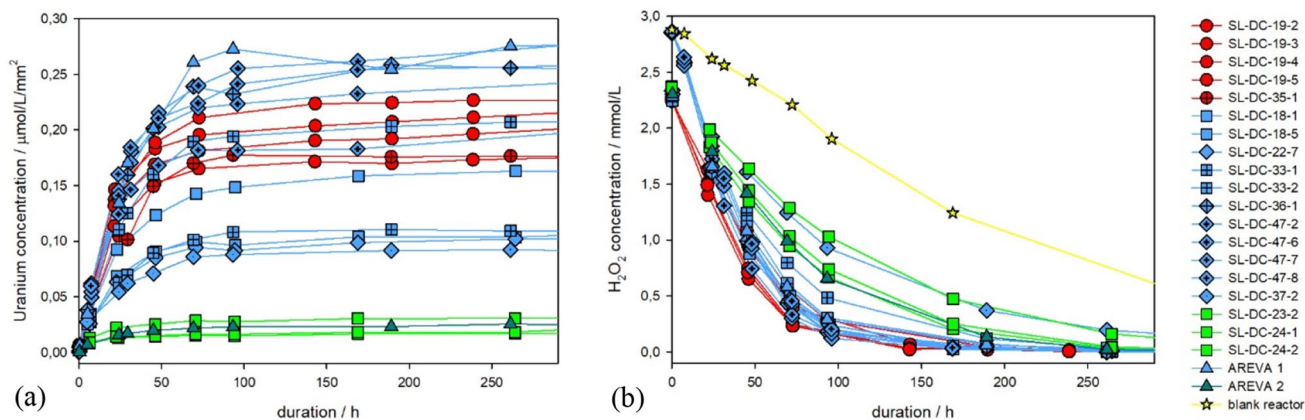 0,30
0,25
0,20
0,15
0,10
0,05
0,00
Uranium concentration / µmol/L/mm²
0
50
100
150
200
250
duration / h
(a)
3,0
2,5
2,0
1,5
1,0
0,5
0,0
H₂O₂ concentration / mmol/L
0
50
100
150
200
250
duration / h
(b)
SL-DC-19-2
SL-DC-19-3
SL-DC-19-4
SL-DC-19-5
SL-DC-35-1
SL-DC-18-1
SL-DC-18-5
SL-DC-22-7
SL-DC-33-1
SL-DC-33-2
SL-DC-36-1
SL-DC-47-2
SL-DC-47-6
SL-DC-47-7
SL-DC-47-8
SL-DC-37-2
SL-DC-23-2
SL-DC-24-1
SL-DC-24-2
AREVA 1
AREVA 2
blank reactor